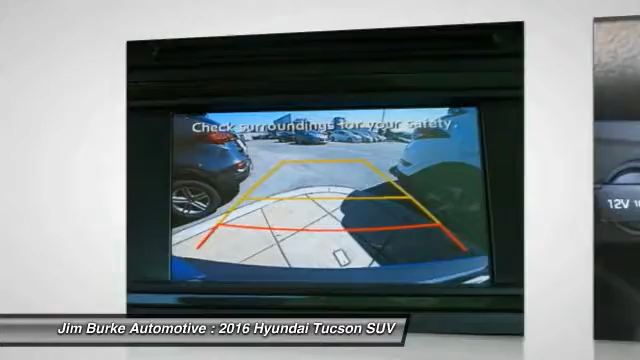 Check surroundings for your safety.
12V
Jim Burke Automotive : 2016 Hyundai Tucson SUV